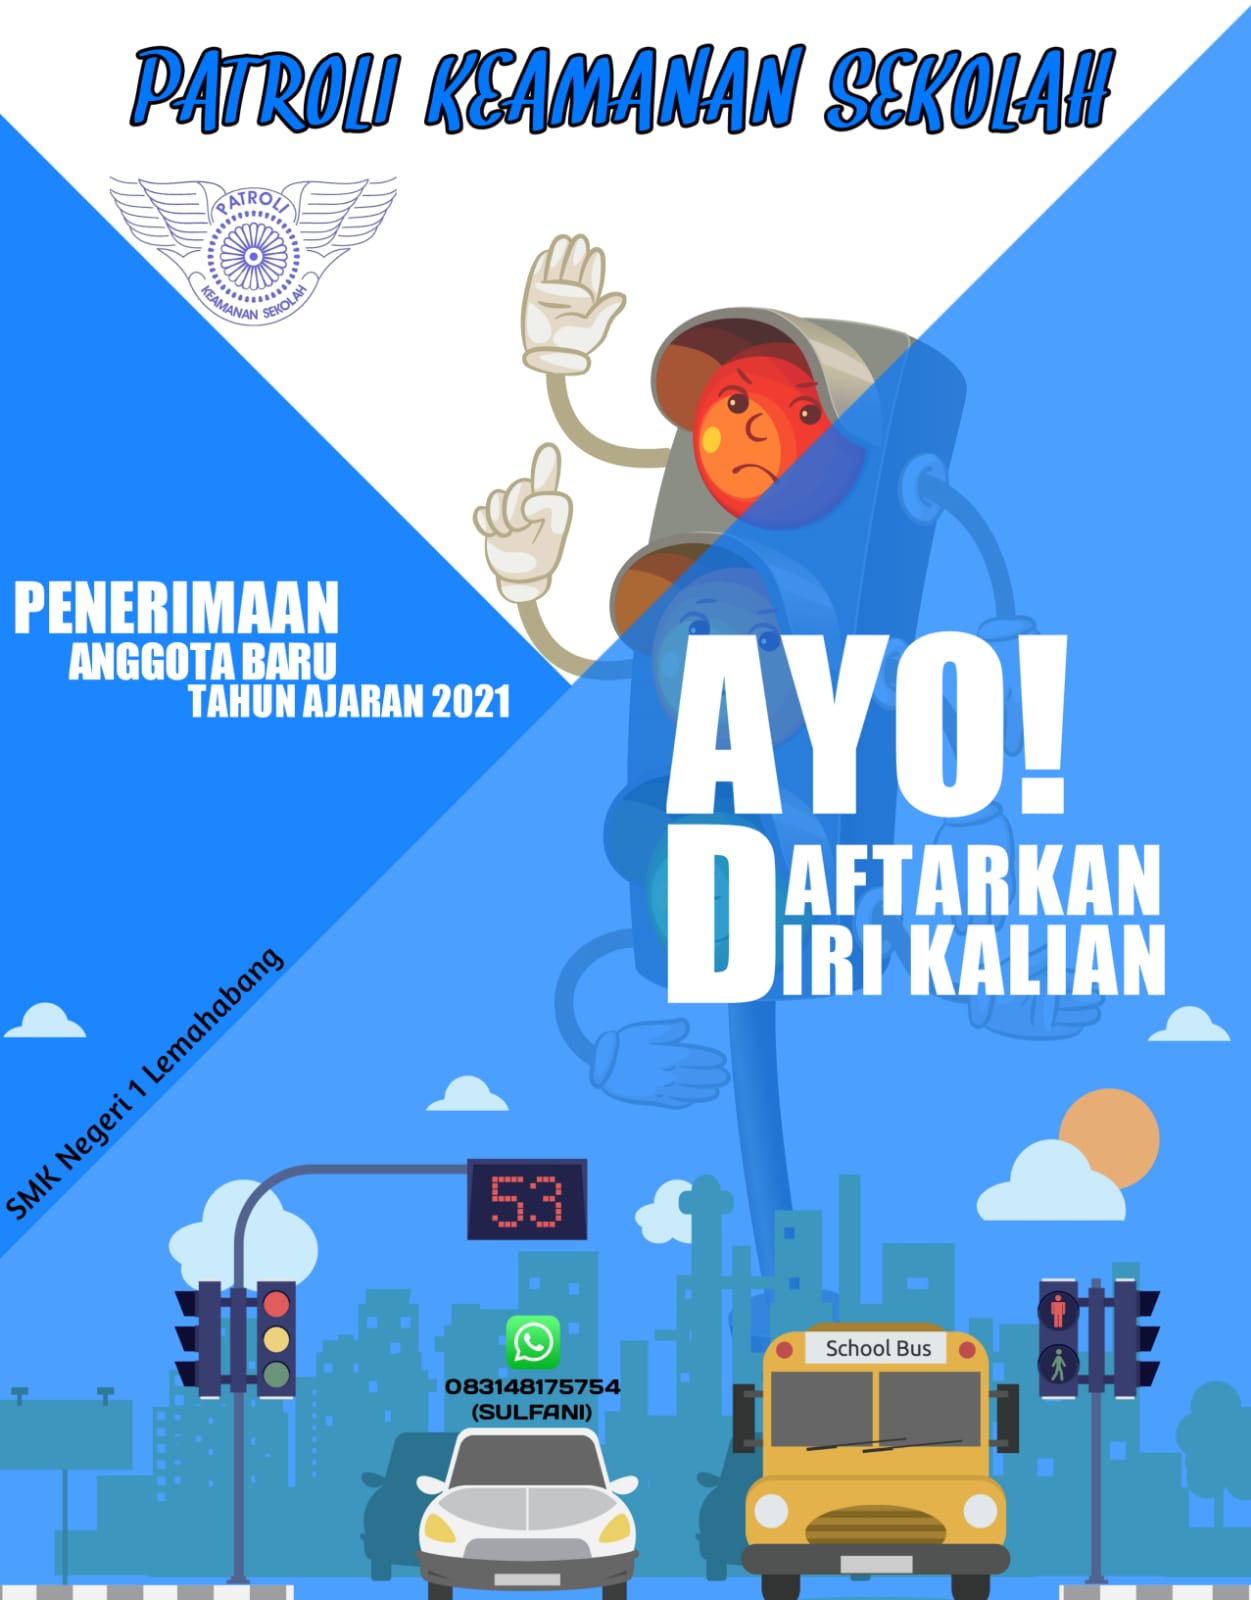 PATROLI KEAMANAN SEKOLAH
PATROLI
KEAMANAN SEKOLAH
PENERIMAAN
ANGGOTA BARU
TAHUN AJARAN 2021
AYO!
DAFTARKAN
DIRI KALIAN
SMK Negeri 1 Lemahabang
53
083148175754
(SULFANI)
School Bus